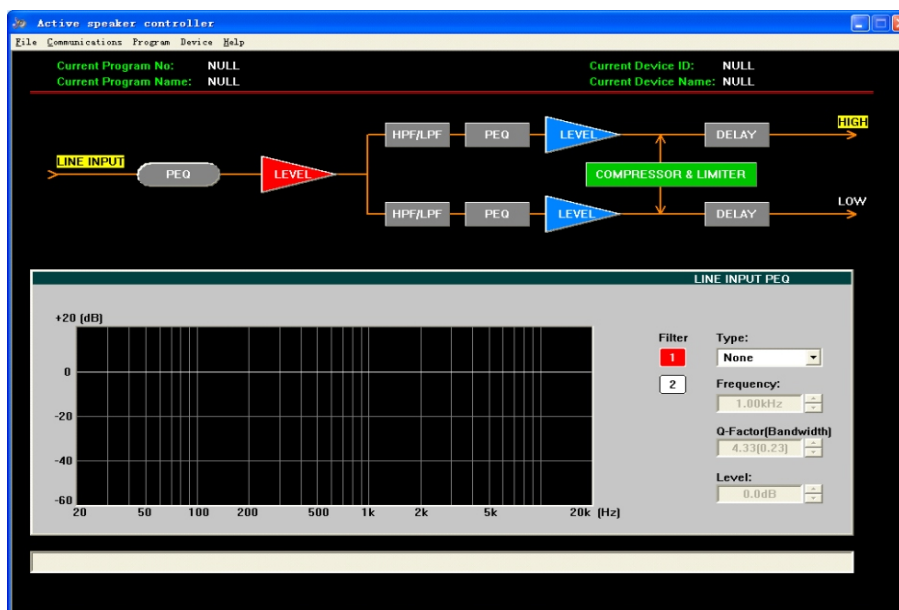 Active speaker controller
File Communications Program Device Help
Current Program No: NULL
Current Program Name: NULL
Current Device ID: NULL
Current Device Name: NULL
LINE INPUT
PEQ
LEVEL
HPF/LPF PEQ LEVEL DELAY HIGH
COMPRESSOR & LIMITER
HPF/LPF PEQ LEVEL DELAY LOW
LINE INPUT PEQ
+20 (dB)
0
-20
-40
-60
20 50 100 200 500 1k 2k 5k 20k (Hz)
Filter
1
2
Type:
None
Frequency:
1.00kHz
Q-Factor(Bandwidth)
4.33(0.23)
Level:
0.0dB